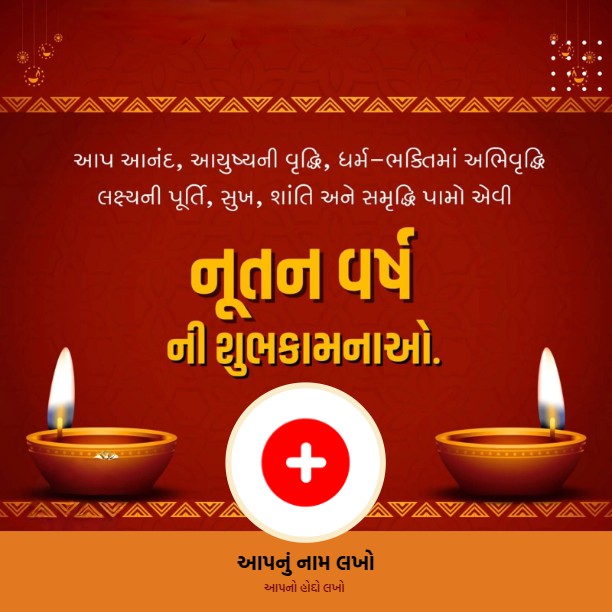 આપ આનંદ, આયુષ્યની વૃદ્ધિ, ધર્મ-ભક્તિમાં અભિવૃદ્ધિ
લક્ષ્યની પૂર્તિ, સુખ, શાંતિ અને સમૃદ્ધિ પામો એવી
નૂતન વર્ષ
ની શુભકામનાઓ.
આપનું નામ લખો
આપનો હોદ્દો લખો